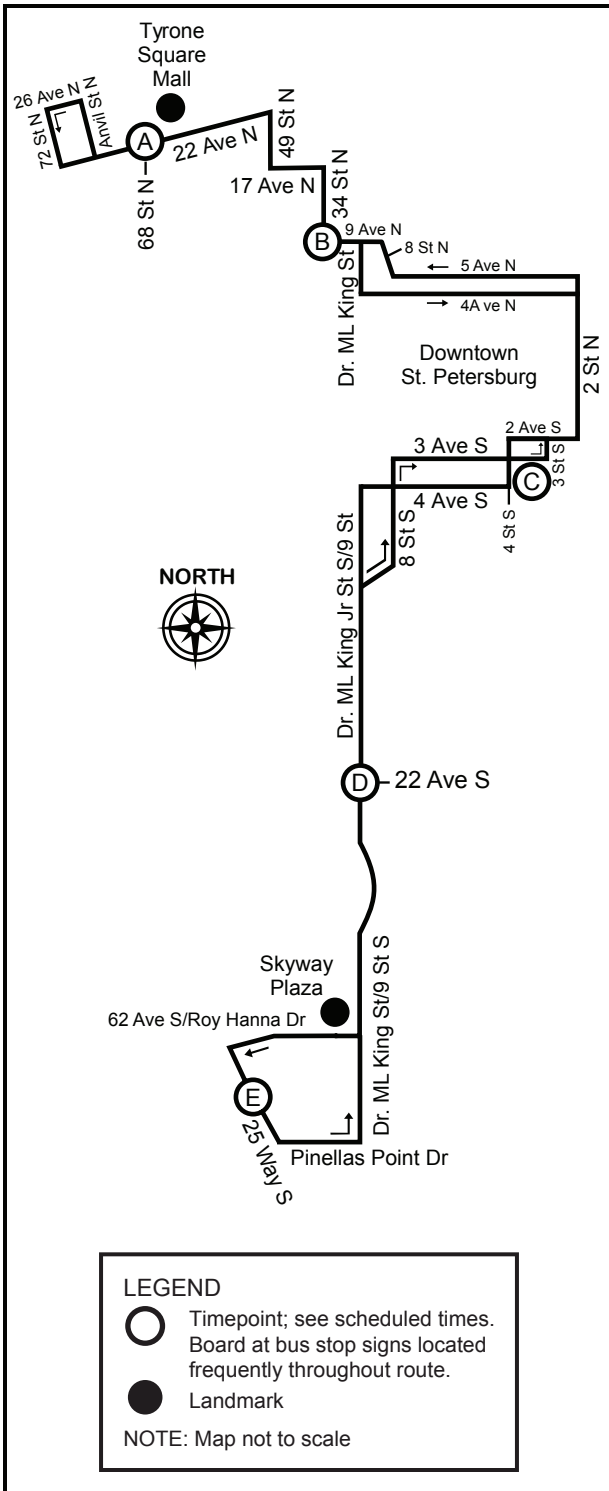 Tyrone
Square
Mall
26 Ave N
Anvil St N
72 St N
A
22 Ave N
49 St N
68 St N
17 Ave N
34 St N
B
9 Ave N
8 St N
5 Ave N
Dr. ML King St
4A ve N
Downtown
St. Petersburg
2 St N
2 Ave S
3 Ave S
3 St S
C
4 Ave S
4 St S
8 St S
Dr. ML King Jr St S/9 St
NORTH
D
22 Ave S
Skyway
Plaza
62 Ave S/Roy Hanna Dr
Dr. ML King St/9 St S
E
25 Way S
Pinellas Point Dr
LEGEND
Timepoint; see scheduled times.
Board at bus stop signs located
frequently throughout route.
Landmark
NOTE: Map not to scale